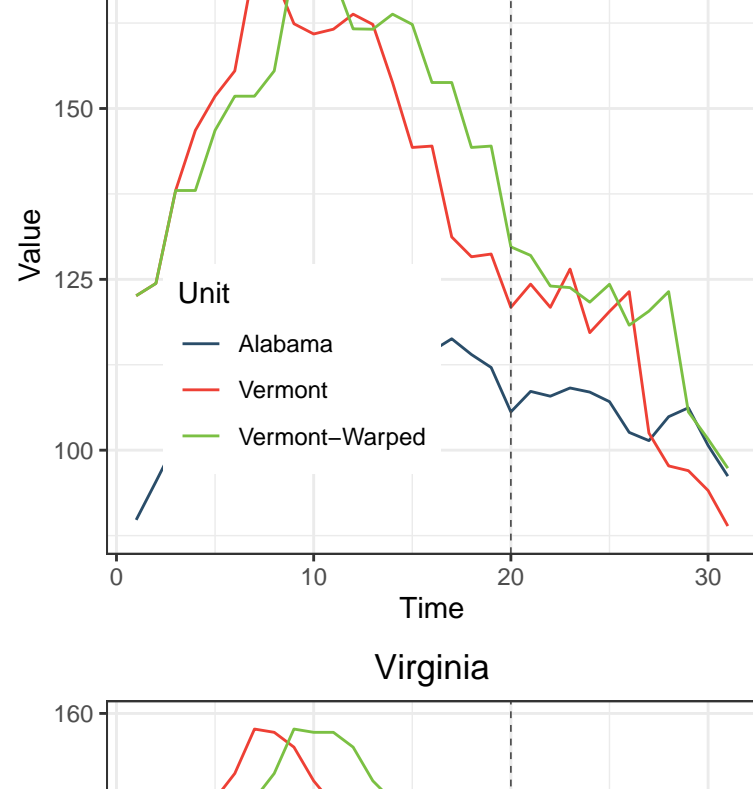 150
125
100
Value
Unit
Alabama
Vermont
Vermont–Warped
0 10 20 30
Time
Virginia
160